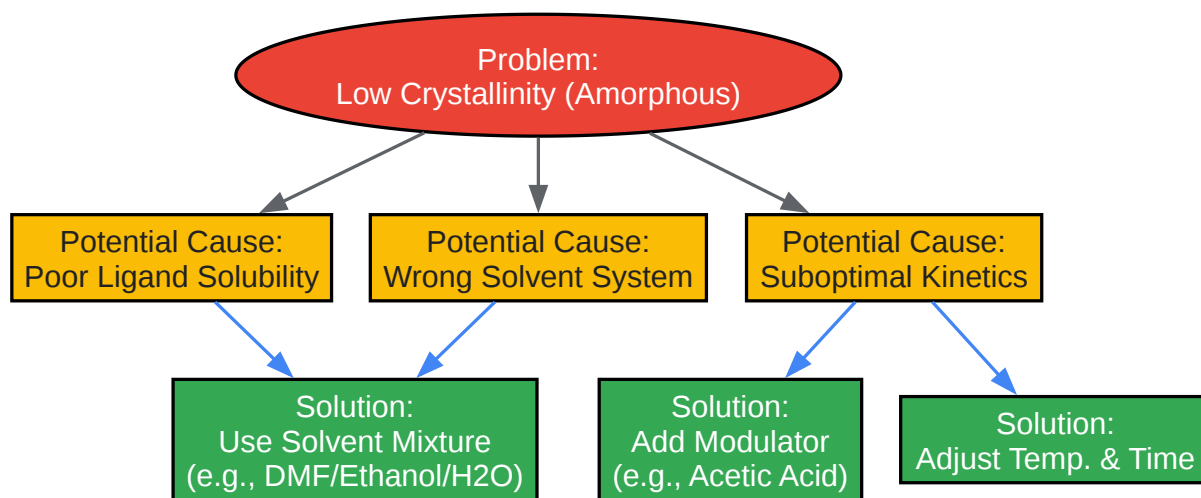 Problem:
Low Crystallinity (Amorphous)
Potential Cause:
Poor Ligand Solubility
Potential Cause:
Wrong Solvent System
Potential Cause:
Suboptimal Kinetics
Solution:
Use Solvent Mixture
(e.g., DMF/Ethanol/H2O)
Solution:
Add Modulator
(e.g., Acetic Acid)
Solution:
Adjust Temp. & Time